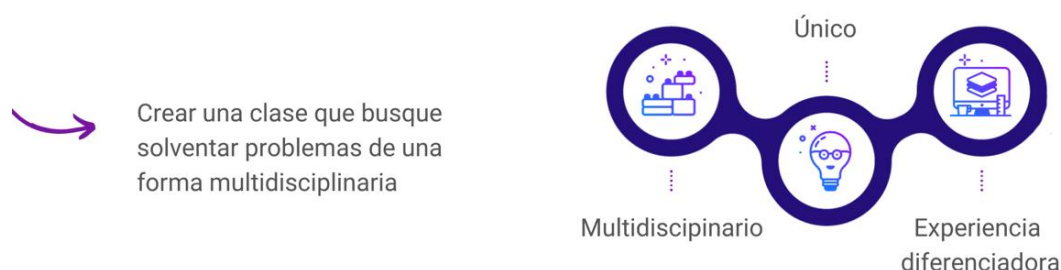 Crear una clase que busque
solventar problemas de una
forma multidisciplinaria
Único
Multidiscipinario
Experiencia
diferenciadora